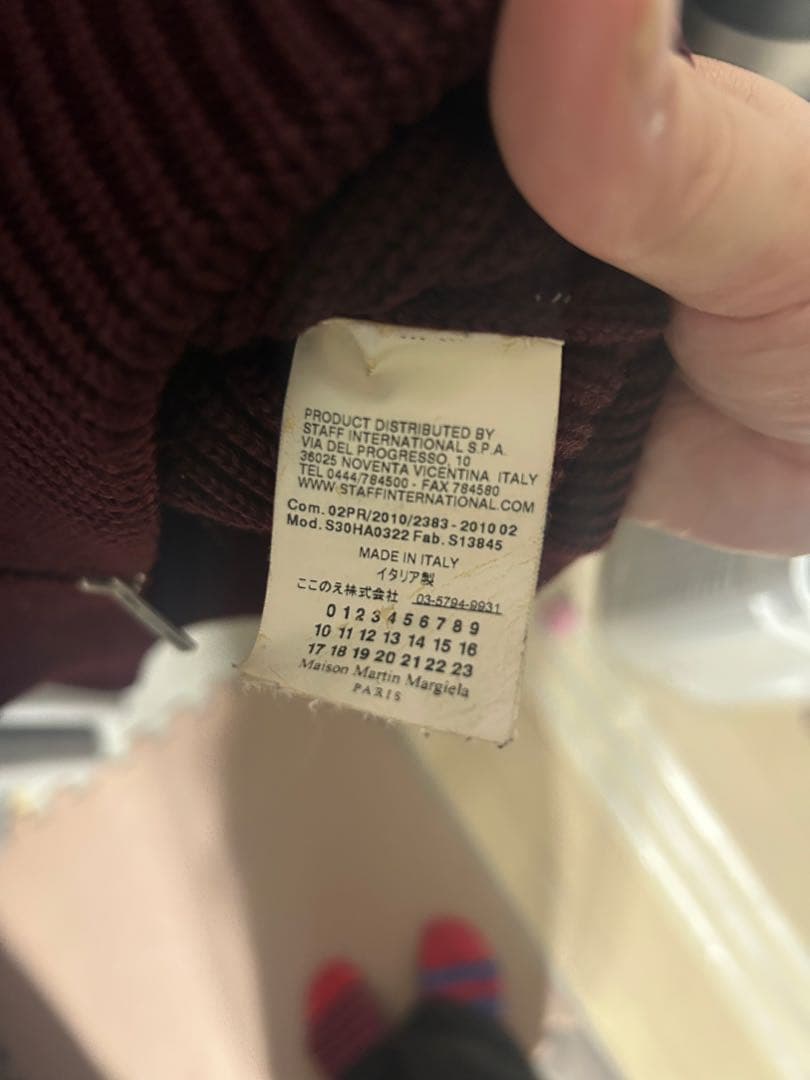 PRODUCT DISTRIBUTED BY
STAFF INTERNATIONAL S.P.A.
VIA DEL PROGRESSO, 10
36025 NOVENTA VICENTINA ITALY
TEL 0444/784500 - FAX 784580
WWW.STAFFINTERNATIONAL.COM
Com. 02PR/2010/2383 - 2010 02
Mod. S30HA0322 Fab. S13845
MADE IN ITALY
イタリア製
ここのえ株式会社 03-5794-9931
0 1 2 3 4 5 6 7 8 9
10 11 12 13 14 15 16
17 18 19 20 21 22 23
Maison Martin Margiela
PARIS